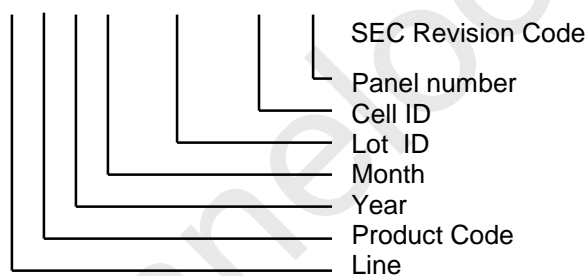 SEC Revision Code
Panel number
Cell ID
Lot ID
Month
Year
Product Code
Line